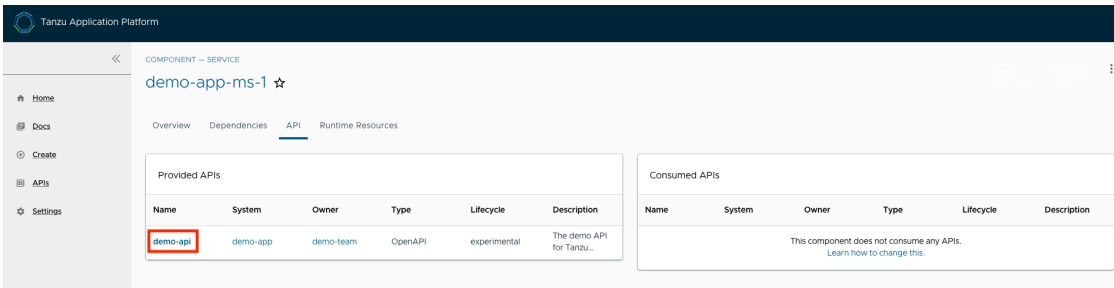 Tanzu Application Platform
Home
Docs
Create
APIs
Settings
COMPONENT — SERVICE
demo-app-ms-1
Overview Dependencies API Runtime Resources
Provided APIs
Name System Owner Type Lifecycle Description
demo-api demo-app demo-team OpenAPI experimental The demo API
for Tanzu...
Consumed APIs
Name System Owner Type Lifecycle Description
This component does not consume any APIs.
Learn how to change this.